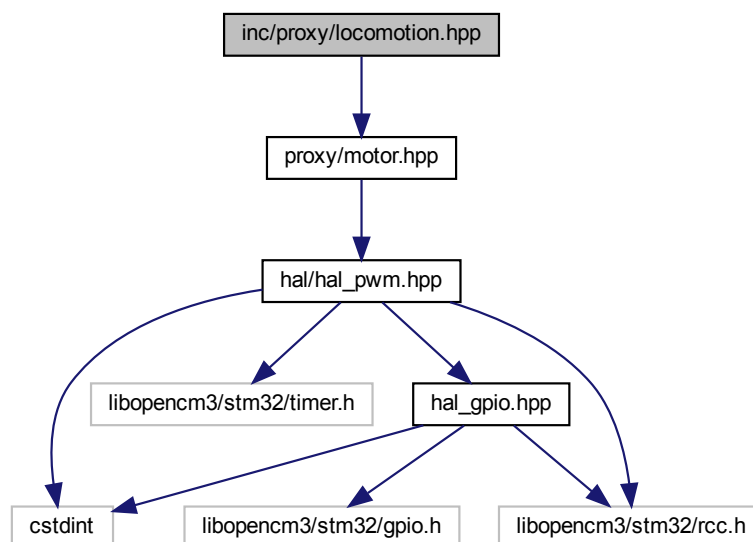 inc/proxy/locomotion.hpp
proxy/motor.hpp
hal/hal_pwm.hpp
libopencm3/stm32/timer.h
hal_gpio.hpp
cstdint
libopencm3/stm32/gpio.h
libopencm3/stm32/rcc.h